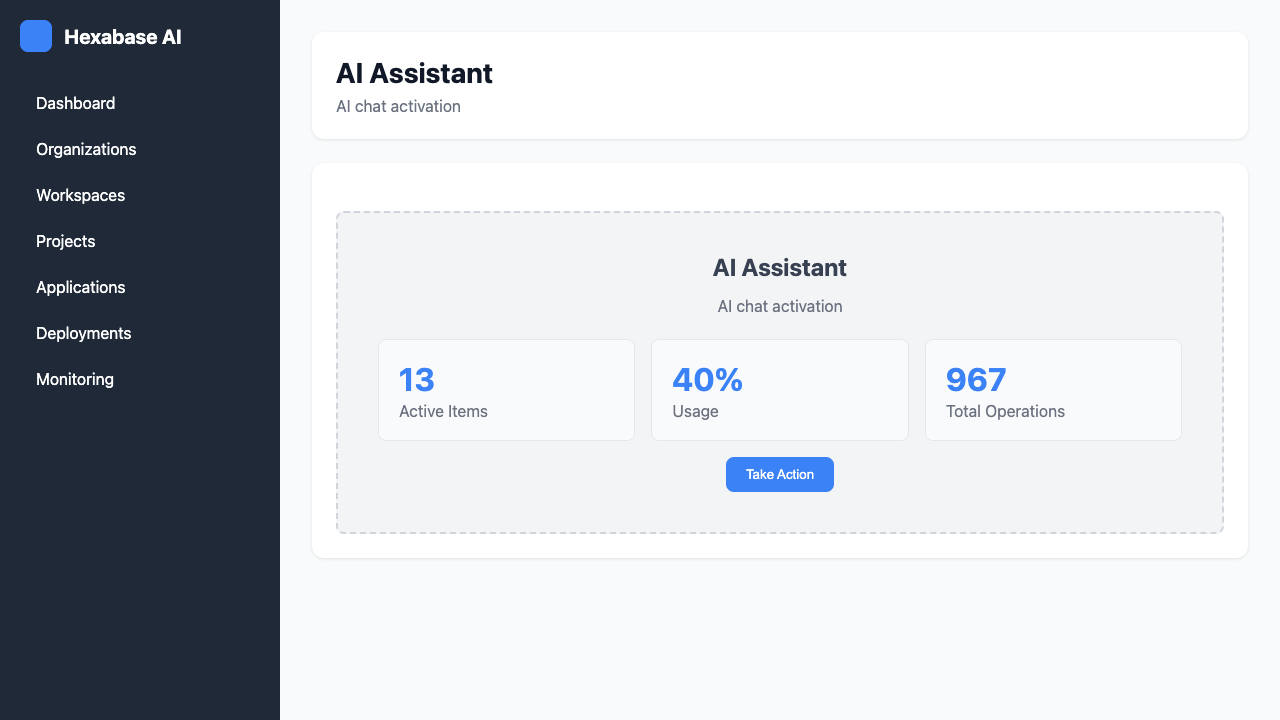 Hexabase AI
Dashboard
Organizations
Workspaces
Projects
Applications
Deployments
Monitoring
AI Assistant
AI chat activation
AI Assistant
AI chat activation
13
Active Items
40%
Usage
967
Total Operations
Take Action